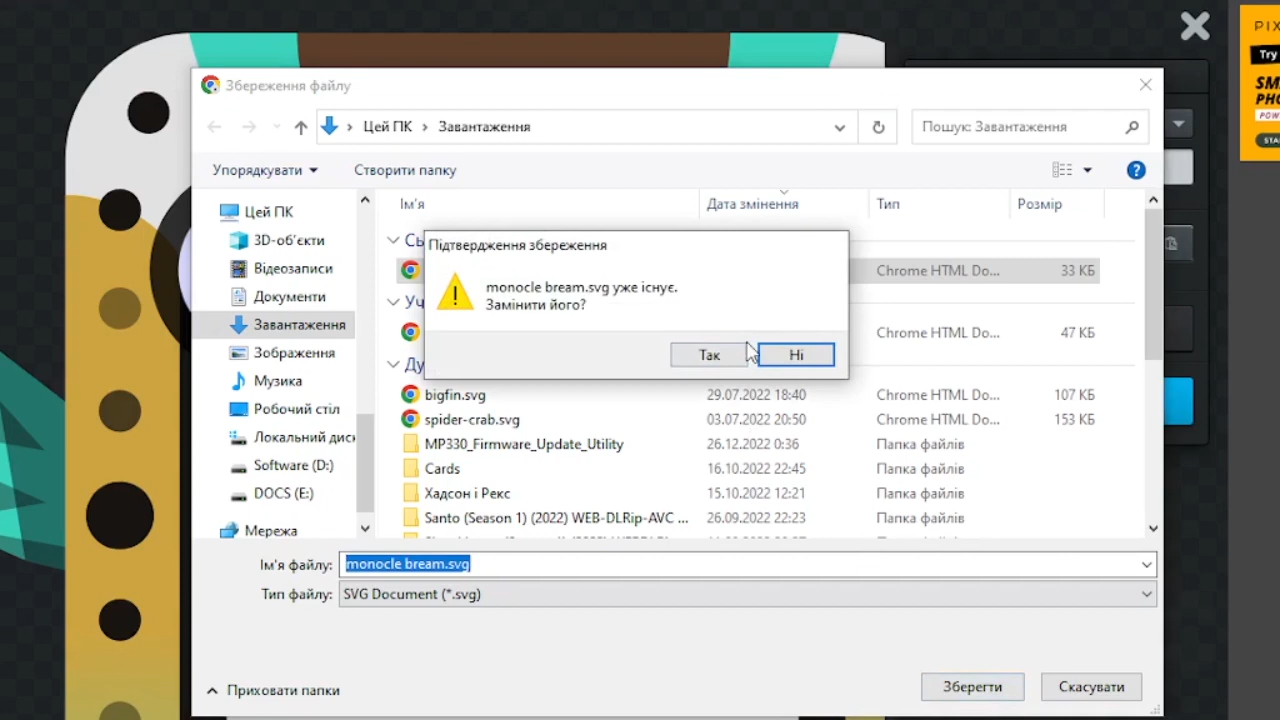 Збереження файлу
Цей ПК › Завантаження
Пошук: Завантаження
Упорядкувати
Створити папку
Ім'я
Дата змінення
Тип
Розмір
Цей ПК
3D-об'єкти
Відеозаписи
Документи
Завантаження
Зображення
Музика
Робочий стіл
Локальний диск
Software (D:)
DOCS (E:)
Мережа
Chrome HTML Do... 33 КБ
Chrome HTML Do... 47 КБ
bigfin.svg 29.07.2022 18:40 Chrome HTML Do... 107 КБ
spider-crab.svg 03.07.2022 20:50 Chrome HTML Do... 153 КБ
MP330_Firmware_Update_Utility 26.12.2022 0:36 Папка файлів
Cards 16.10.2022 22:45 Папка файлів
Хадсон і Рекс 15.10.2022 12:21 Папка файлів
Santo (Season 1) (2022) WEB-DLRip-AVC ... 26.09.2022 22:23 Папка файлів
Підтвердження збереження
monocle bream.svg уже існує.
Замінити його?
Так
Ні
Ім'я файлу: monocle bream.svg
Тип файлу: SVG Document (*.svg)
Приховати папки
Зберегти
Скасувати
PIX
Try